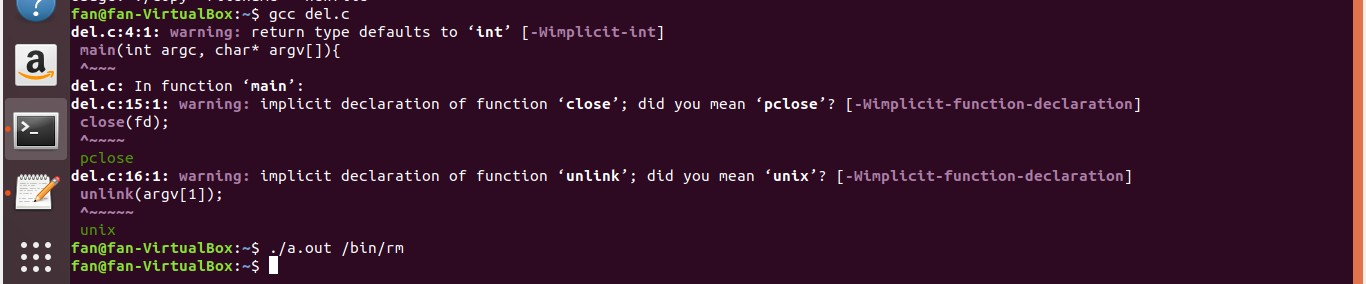 fan@fan-VirtualBox:~$ gcc del.c
del.c:4:1: warning: return type defaults to ‘int’ [-Wimplicit-int]
main(int argc, char* argv[]){
^~~~
del.c: In function ‘main’:
del.c:15:1: warning: implicit declaration of function ‘close’; did you mean ‘pclose’? [-Wimplicit-function-declaration]
close(fd);
^~~~~
pclose
del.c:16:1: warning: implicit declaration of function ‘unlink’; did you mean ‘unix’? [-Wimplicit-function-declaration]
unlink(argv[1]);
^~~~~~
unix
fan@fan-VirtualBox:~$ ./a.out /bin/rm
fan@fan-VirtualBox:~$